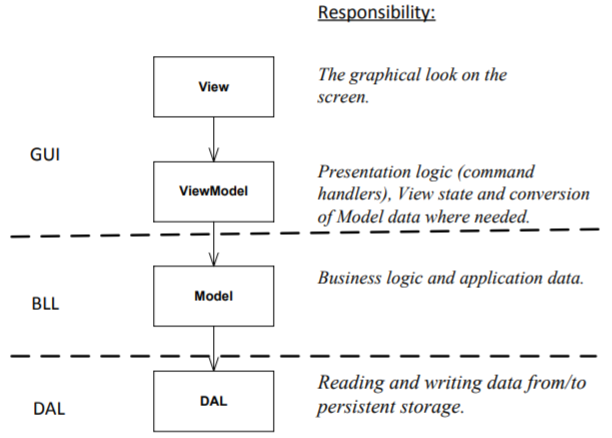 Responsibility:
View
The graphical look on the
screen.
GUI
ViewModel
Presentation logic (command
handlers), View state and conversion
of Model data where needed.
Model
Business logic and application data.
BLL
DAL
Reading and writing data from/to
persistent storage.
DAL